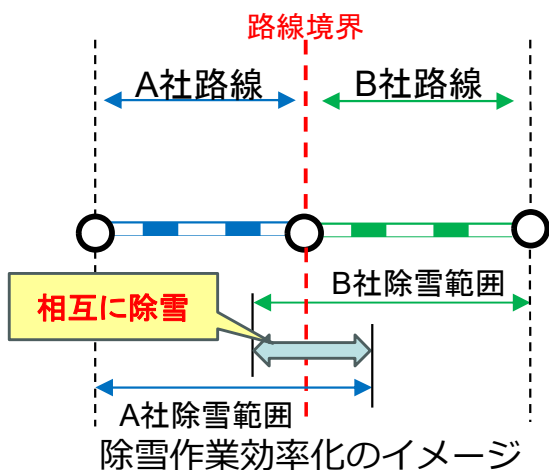 路線境界
A社路線
B社路線
B社除雪範囲
相互に除雪
A社除雪範囲
除雪作業効率化のイメージ